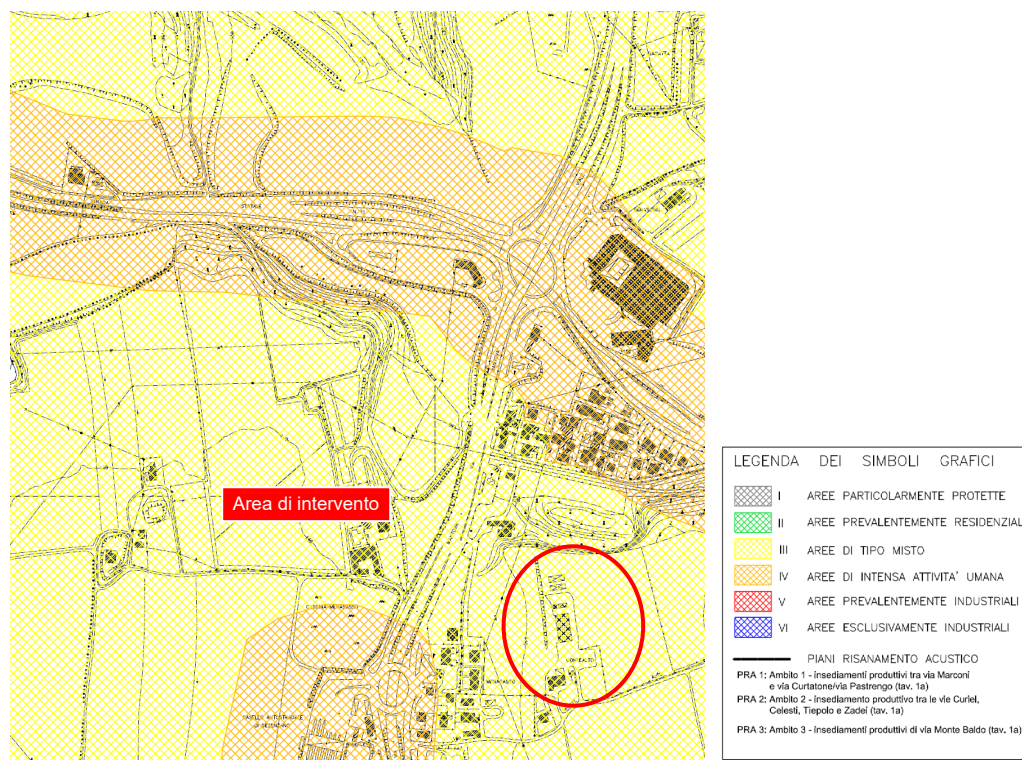 STATALE
Area di intervento
MONTEALTO
CASELLO AUTOSTRADALE
LEGENDA DEI SIMBOLI GRAFICI
I AREE PARTICOLARMENTE PROTETTE
II AREE PREVALENTEMENTE RESIDENZIAL
III AREE DI TIPO MISTO
IV AREE DI INTENSA ATTIVITA' UMANA
V AREE PREVALENTEMENTE INDUSTRIALI
VI AREE ESCLUSIVAMENTE INDUSTRIALI
PIANI RISANAMENTO ACUSTICO
PRA 1: Ambito 1 - insediamenti produttivi tra via Marconi
e via Curtatone/via Pastrengo (tav. 1a)
PRA 2: Ambito 2 - insediamento produttivo tra le vie Curiel,
Celesti, Tiepolo e Zadei (tav. 1a)
PRA 3: Ambito 3 - insediamenti produttivi di via Monte Baldo (tav. 1a)